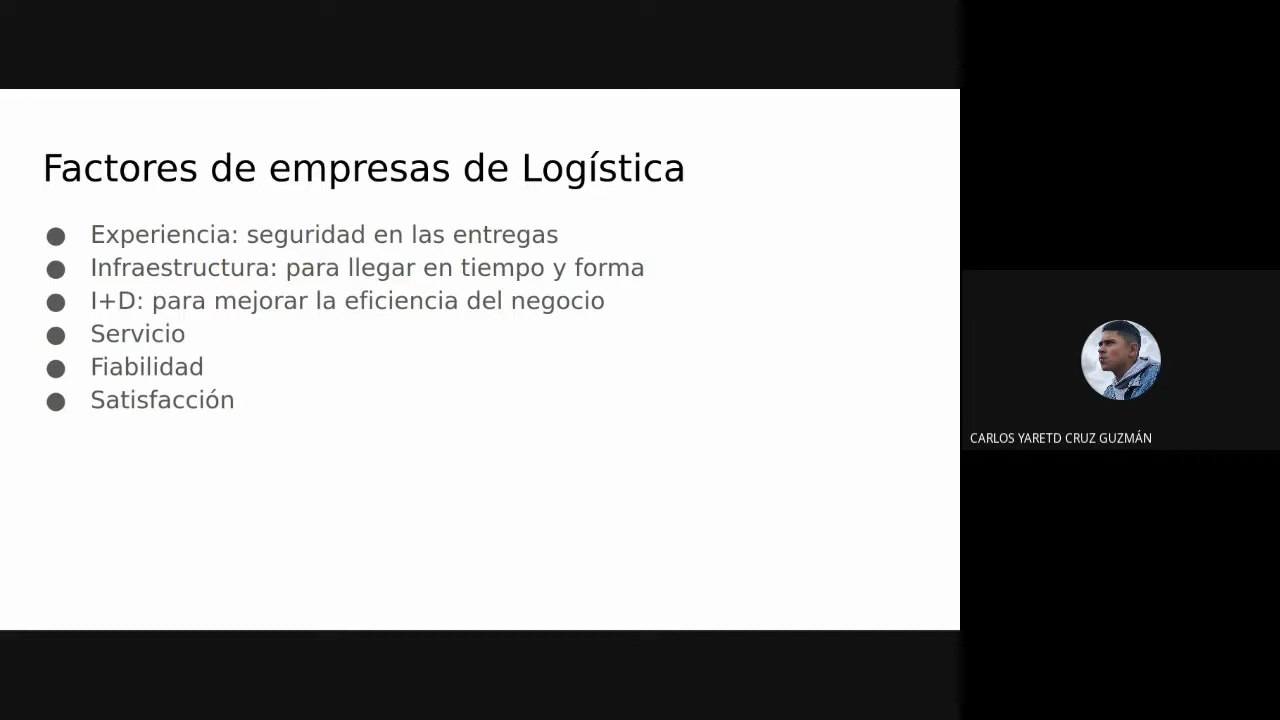 Factores de empresas de Logística
● Experiencia: seguridad en las entregas
● Infraestructura: para llegar en tiempo y forma
● I+D: para mejorar la eficiencia del negocio
● Servicio
● Fiabilidad
● Satisfacción
CARLOS YARETD CRUZ GUZMÁN